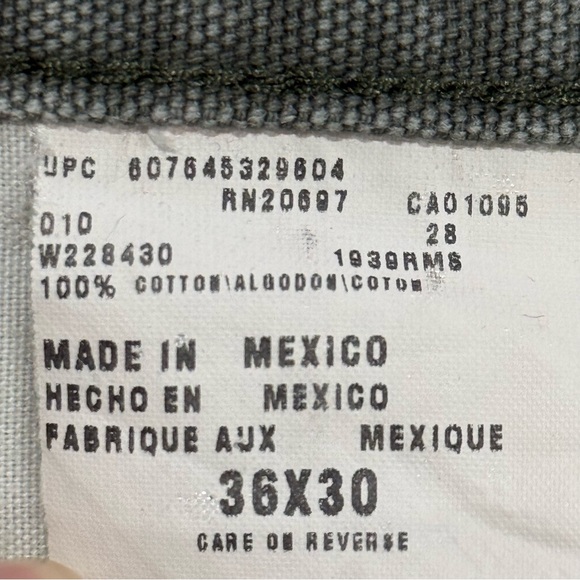 UPC 607645329604
RN20697 CA01095
010 28
W228430 1939RMS
100% COTTON\ALGODON\COTON
MADE IN MEXICO
HECHO EN MEXICO
FABRIQUE AUX MEXIQUE
36X30
CARE ON REVERSE